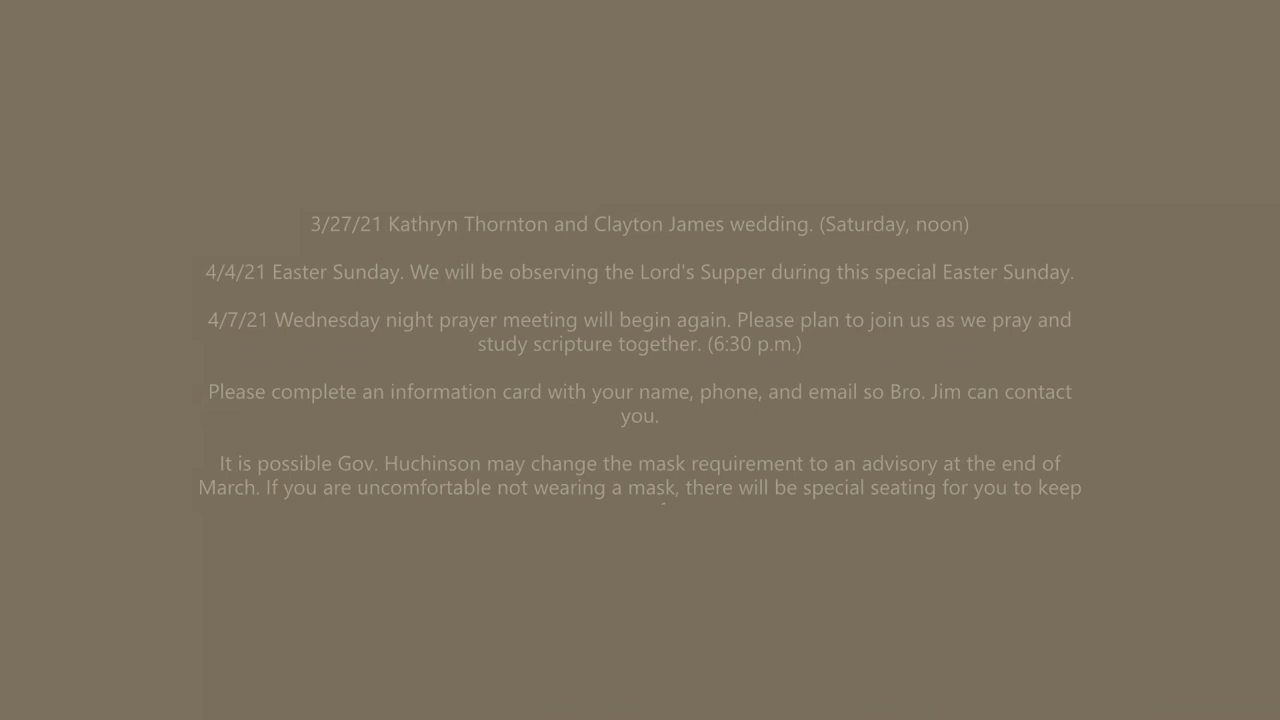 3/27/21 Kathryn Thornton and Clayton James wedding. (Saturday, noon)
4/4/21 Easter Sunday. We will be observing the Lord's Supper during this special Easter Sunday.
4/7/21 Wednesday night prayer meeting will begin again. Please plan to join us as we pray and
study scripture together. (6:30 p.m.)
Please complete an information card with your name, phone, and email so Bro. Jim can contact
you.
It is possible Gov. Huchinson may change the mask requirement to an advisory at the end of
March. If you are uncomfortable not wearing a mask, there will be special seating for you to keep